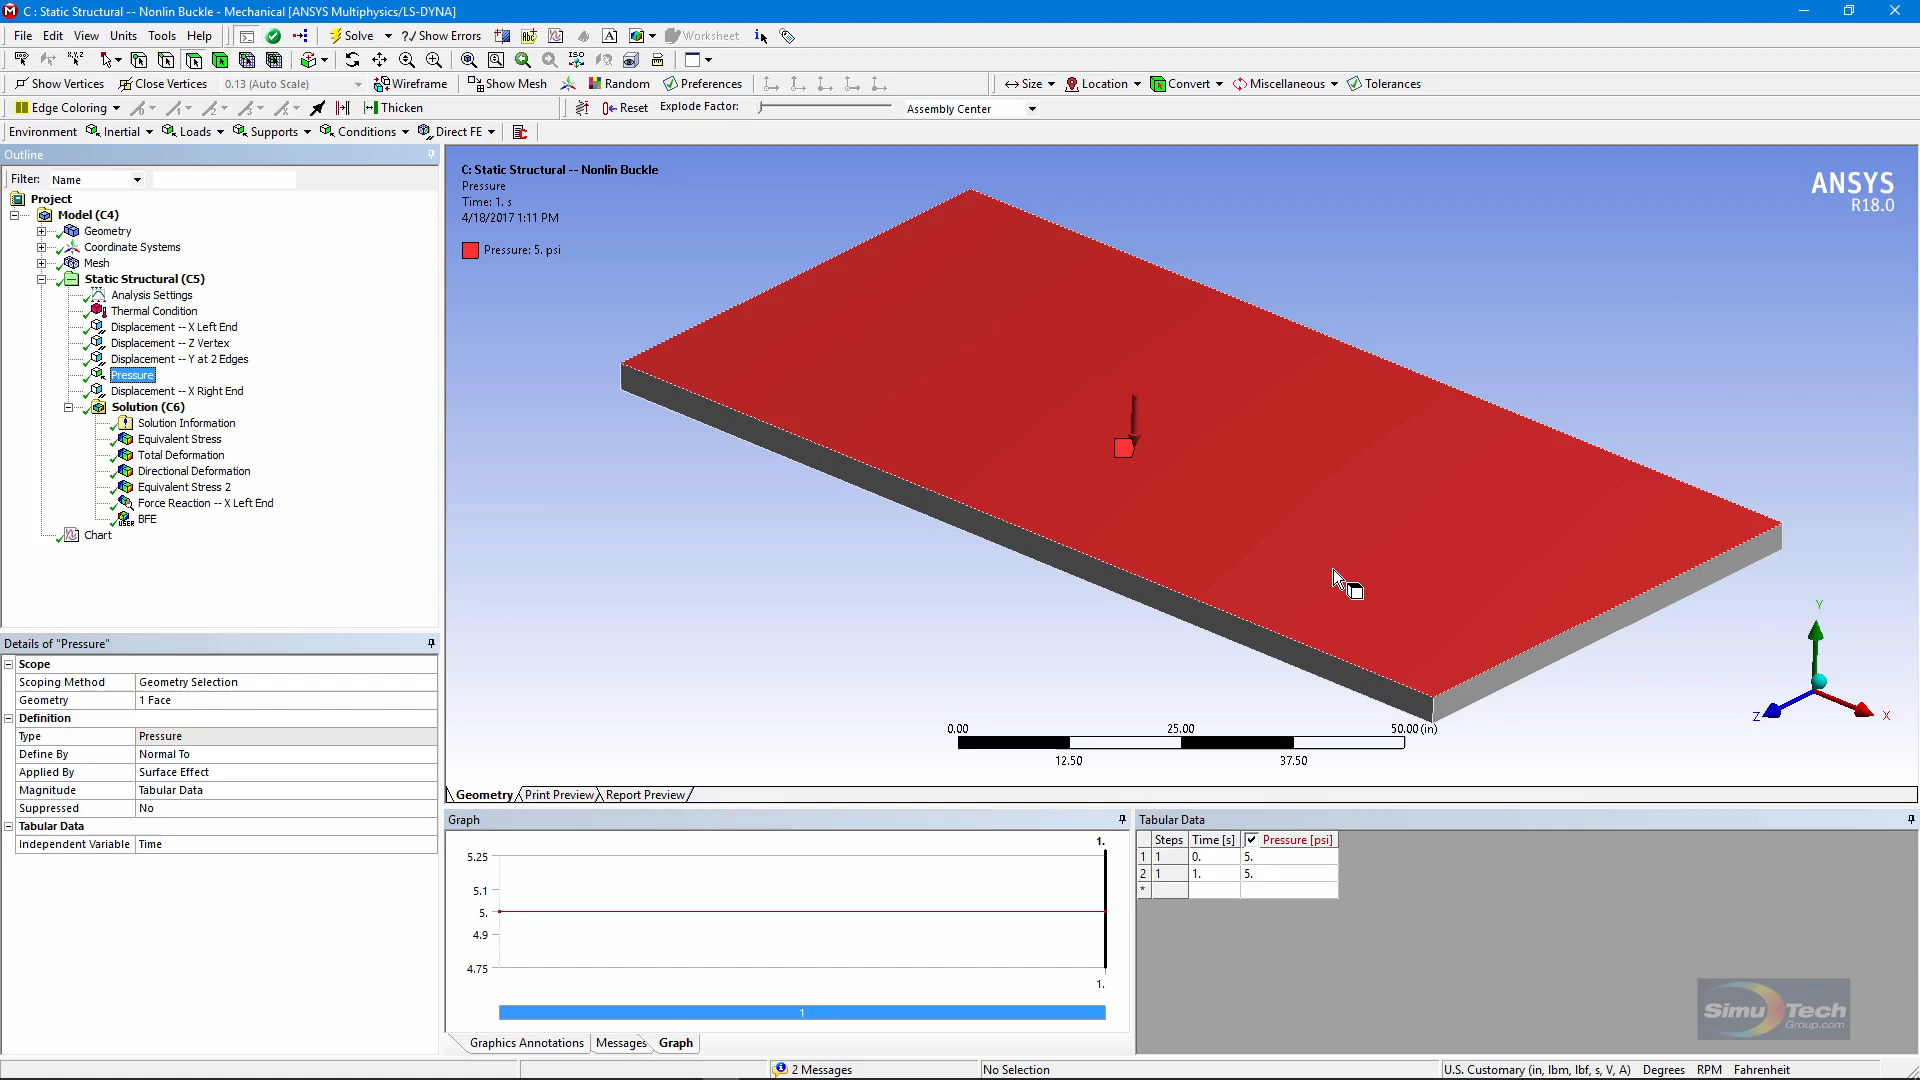 C : Static Structural -- Nonlin Buckle - Mechanical [ANSYS Multiphysics/LS-DYNA]
File Edit View Units Tools Help Solve ?/ Show Errors Worksheet
Show Vertices Close Vertices 0.13 (Auto Scale) Wireframe Show Mesh Random Preferences Size Location Convert Miscellaneous Tolerances
Edge Coloring Thicken Reset Explode Factor: Assembly Center
Environment Inertial Loads Supports Conditions Direct FE
Outline
Filter: Name
Project
Model (C4)
Geometry
Coordinate Systems
Mesh
Static Structural (C5)
Analysis Settings
Thermal Condition
Displacement -- X Left End
Displacement -- Z Vertex
Displacement -- Y at 2 Edges
Pressure
Displacement -- X Right End
Solution (C6)
Solution Information
Equivalent Stress
Total Deformation
Directional Deformation
Equivalent Stress 2
Force Reaction -- X Left End
BFE
Chart
Details of "Pressure"
Scope
Scoping Method Geometry Selection
Geometry 1 Face
Definition
Type Pressure
Define By Normal To
Applied By Surface Effect
Magnitude Tabular Data
Suppressed No
Tabular Data
Independent Variable Time
C: Static Structural -- Nonlin Buckle
Pressure
Time: 1. s
4/18/2017 1:11 PM
Pressure: 5. psi
ANSYS
R18.0
Y
Z
X
0.00 25.00 50.00 (in)
12.50 37.50
Geometry Print Preview Report Preview
Graph
1.
5.25
5.1
5.
4.9
4.75
1.
1
Graphics Annotations Messages Graph
Tabular Data
Steps Time [s] Pressure [psi]
1 1 0. 5.
2 1 1. 5.
*
SimuTech
Group.com
2 Messages No Selection U.S. Customary (in, lbm, lbf, s, V, A) Degrees RPM Fahrenheit